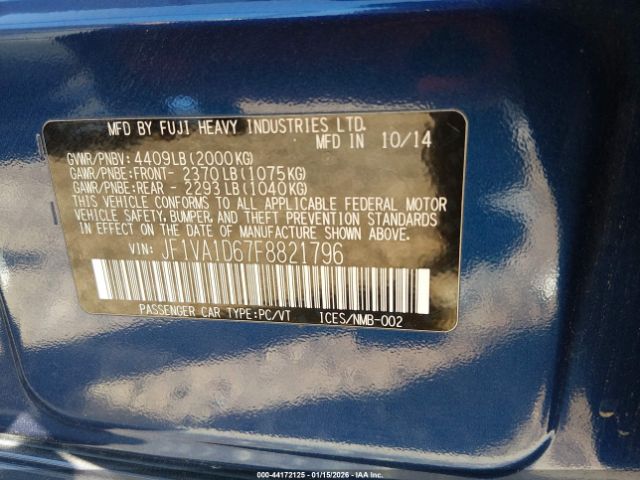 MFD BY FUJI HEAVY INDUSTRIES LTD.
MFD IN 10/14
GVWR/PNBV: 4409LB(2000KG)
GAWR/PNBE:FRONT- 2370LB(1075KG)
GAWR/PNBE:REAR - 2293LB(1040KG)
THIS VEHICLE CONFORMS TO ALL APPLICABLE FEDERAL MOTOR
VEHICLE SAFETY, BUMPER, AND THEFT PREVENTION STANDARDS
IN EFFECT ON THE DATE OF MANUFACTURE SHOWN ABOVE.
VIN: JF1VA1D67F8821796
PASSENGER CAR TYPE:PC/VT ICES/NMB-002
000-44172125 - 01/15/2026 - IAA Inc.